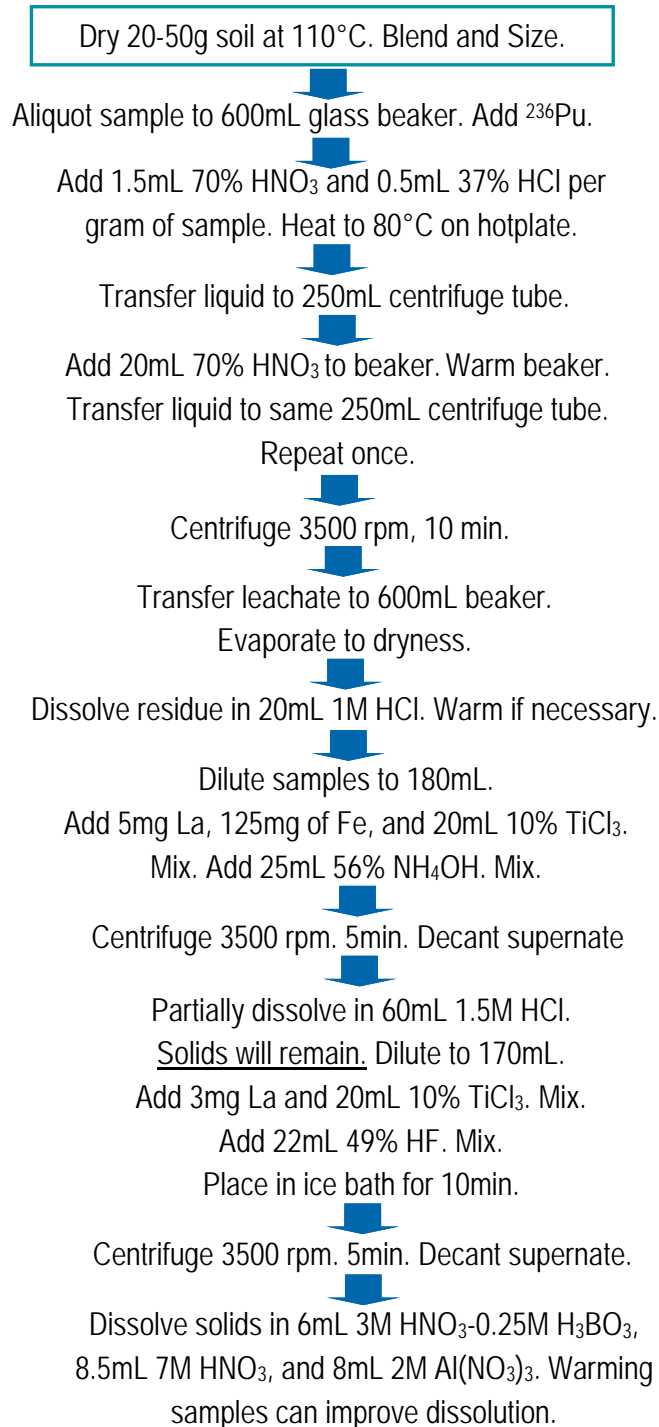 Dry 20-50g soil at 110°C. Blend and Size.
Aliquot sample to 600mL glass beaker. Add ²³⁶Pu.
Add 1.5mL 70% HNO₃ and 0.5mL 37% HCl per
gram of sample. Heat to 80°C on hotplate.
Transfer liquid to 250mL centrifuge tube.
Add 20mL 70% HNO₃ to beaker. Warm beaker.
Transfer liquid to same 250mL centrifuge tube.
Repeat once.
Centrifuge 3500 rpm, 10 min.
Transfer leachate to 600mL beaker.
Evaporate to dryness.
Dissolve residue in 20mL 1M HCl. Warm if necessary.
Dilute samples to 180mL.
Add 5mg La, 125mg of Fe, and 20mL 10% TiCl₃.
Mix. Add 25mL 56% NH₄OH. Mix.
Centrifuge 3500 rpm. 5min. Decant supernate
Partially dissolve in 60mL 1.5M HCl.
Solids will remain. Dilute to 170mL.
Add 3mg La and 20mL 10% TiCl₃. Mix.
Add 22mL 49% HF. Mix.
Place in ice bath for 10min.
Centrifuge 3500 rpm. 5min. Decant supernate.
Dissolve solids in 6mL 3M HNO₃-0.25M H₃BO₃,
8.5mL 7M HNO₃, and 8mL 2M Al(NO₃)₃. Warming
samples can improve dissolution.